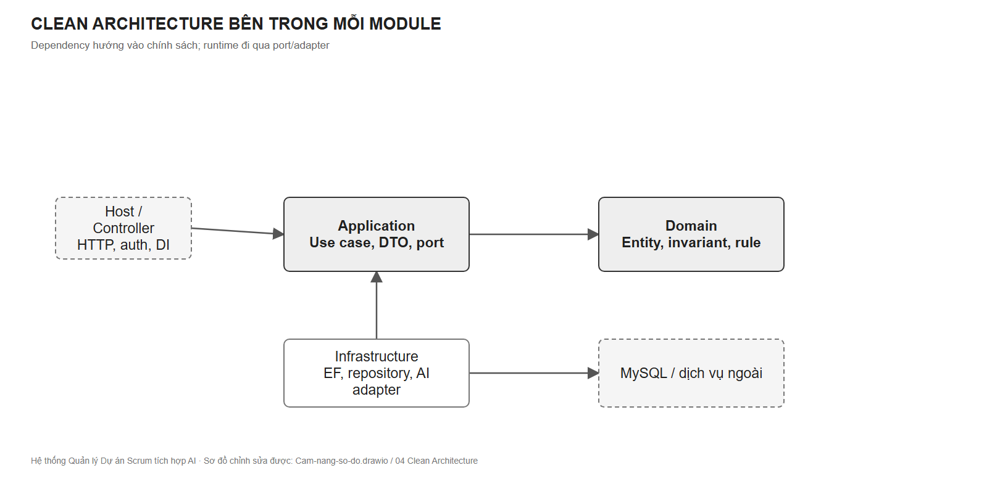 CLEAN ARCHITECTURE BÊN TRONG MỖI MODULE
Dependency hướng vào chính sách; runtime đi qua port/adapter
Host /
Controller
HTTP, auth, DI
Application
Use case, DTO, port
Domain
Entity, invariant, rule
Infrastructure
EF, repository, AI
adapter
MySQL / dịch vụ ngoài
Hệ thống Quản lý Dự án Scrum tích hợp AI · Sơ đồ chỉnh sửa được: Cam-nang-so-do.drawio / 04 Clean Architecture